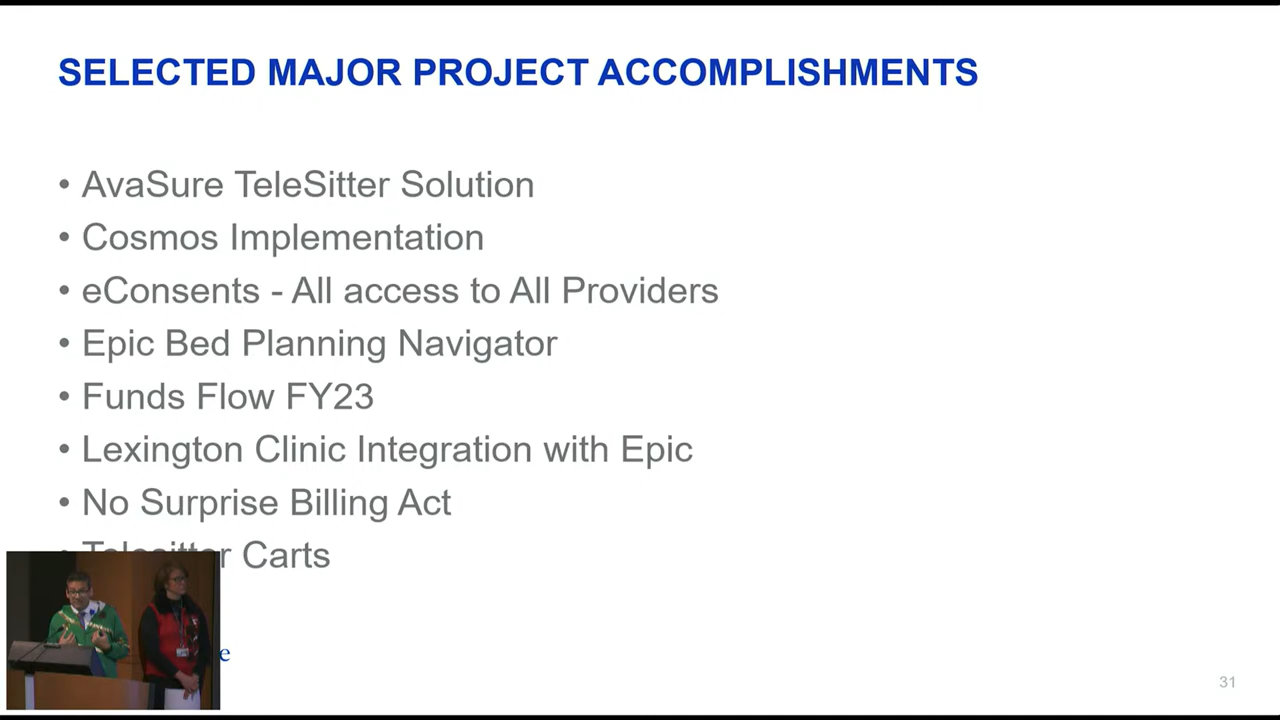 SELECTED MAJOR PROJECT ACCOMPLISHMENTS
• AvaSure TeleSitter Solution
• Cosmos Implementation
• eConsents - All access to All Providers
• Epic Bed Planning Navigator
• Funds Flow FY23
• Lexington Clinic Integration with Epic
• No Surprise Billing Act
• Telesitter Carts
31